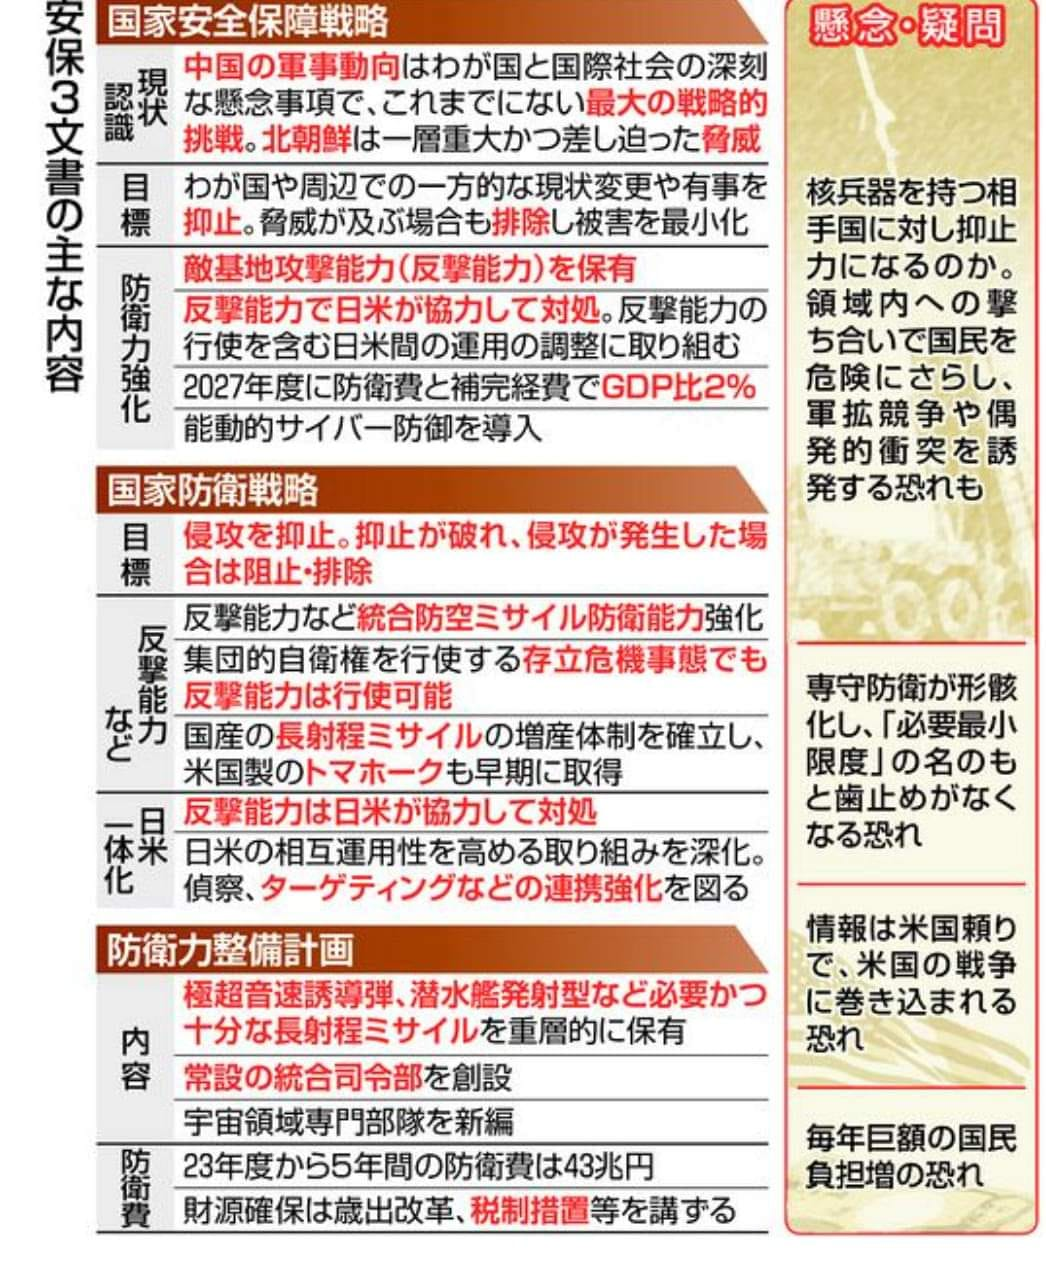 安保3文書の主な内容
国家安全保障戦略
現状
認識
中国の軍事動向はわが国と国際社会の深刻
な懸念事項で、これまでにない最大の戦略的
挑戦。北朝鮮は一層重大かつ差し迫った脅威
目標
わが国や周辺での一方的な現状変更や有事を
抑止。脅威が及ぶ場合も排除し被害を最小化
防衛力強化
敵基地攻撃能力(反撃能力)を保有
反撃能力で日米が協力して対処。反撃能力の
行使を含む日米間の運用の調整に取り組む
2027年度に防衛費と補完経費でGDP比2%
能動的サイバー防御を導入
国家防衛戦略
目標
侵攻を抑止。抑止が破れ、侵攻が発生した場
合は阻止・排除
反撃能力
など
反撃能力など統合防空ミサイル防衛能力強化
集団的自衛権を行使する存立危機事態でも
反撃能力は行使可能
国産の長射程ミサイルの増産体制を確立し、
米国製のトマホークも早期に取得
日米
一体化
反撃能力は日米が協力して対処
日米の相互運用性を高める取り組みを深化。
偵察、ターゲティングなどの連携強化を図る
防衛力整備計画
内容
極超音速誘導弾、潜水艦発射型など必要かつ
十分な長射程ミサイルを重層的に保有
常設の統合司令部を創設
宇宙領域専門部隊を新編
防衛費
23年度から5年間の防衛費は43兆円
財源確保は歳出改革、税制措置等を講ずる
懸念・疑問
核兵器を持つ相
手国に対し抑止
力になるのか。
領域内への撃
ち合いで国民を
危険にさらし、
軍拡競争や偶
発的衝突を誘
発する恐れも
専守防衛が形骸
化し、「必要最小
限度」の名のも
と歯止めがなく
なる恐れ
情報は米国頼り
で、米国の戦争
に巻き込まれる
恐れ
毎年巨額の国民
負担増の恐れ